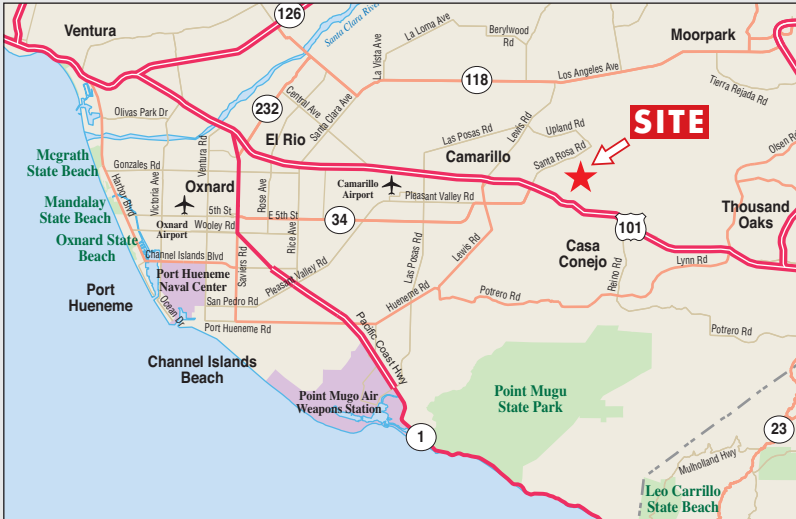 126
Ventura
Santa Clara River
La Loma Ave
Berylwood
Rd
Moorpark
La Vista Ave
118
Los Angeles Ave
Tierra Rejada Rd
Olivas Park Dr
232
Central Ave
Santa Clara Ave
El Rio
Ventura Rd
Las Posas Rd
Lewis Rd
Upland Rd
SITE
Olsen Rd
Mcgrath
State Beach
Gonzales Rd
Camarillo
Santa Rosa Rd
Harbor Blvd
Victoria Ave
Oxnard
Rose Ave
Camarillo
Airport
Pleasant Valley Rd
Mandalay
State Beach
5th St
E 5th St
34
Thousand
Oaks
Oxnard
Airport
Wooley Rd
Rice Ave
101
Oxnard State
Beach
Channel Islands Blvd
Saviers Rd
Las Posas Rd
Lewis Rd
Casa
Conejo
Lynn Rd
Reino Rd
Port Hueneme
Naval Center
Pleasant Valley Rd
Port
Hueneme
Ocean Dr
San Pedro Rd
Hueneme Rd
Potrero Rd
Port Hueneme Rd
Pacific Coast Hwy
Potrero Rd
Channel Islands
Beach
Point Mugo Air
Weapons Station
Point Mugu
State Park
1
23
Mulholland Hwy
Leo Carrillo
State Beach